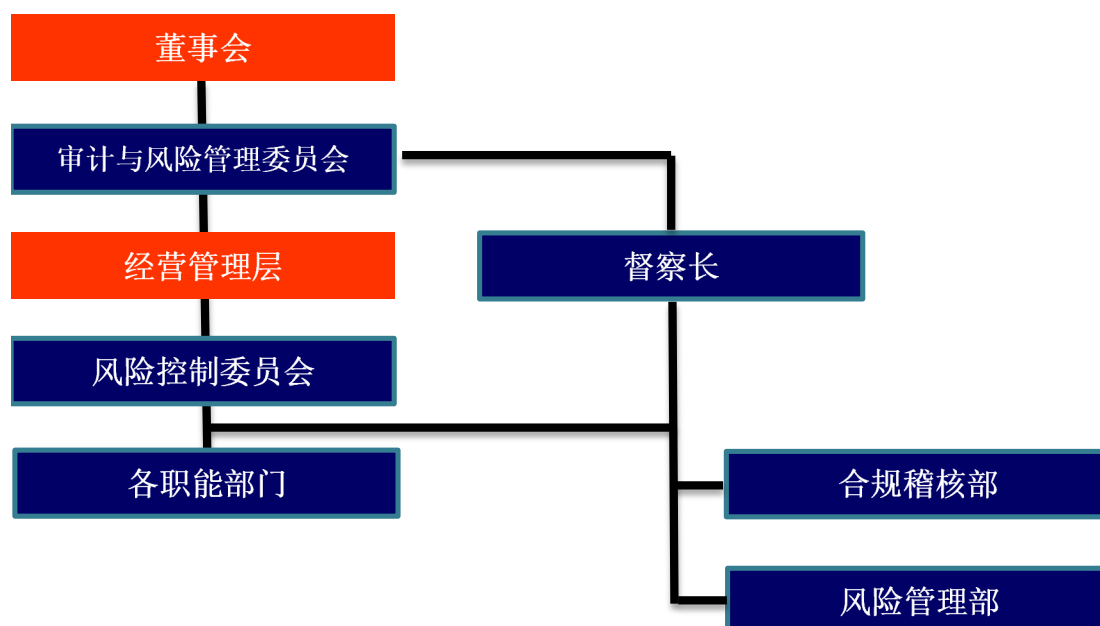 董事会
审计与风险管理委员会
经营管理层
督察长
风险控制委员会
各职能部门
合规稽核部
风险管理部